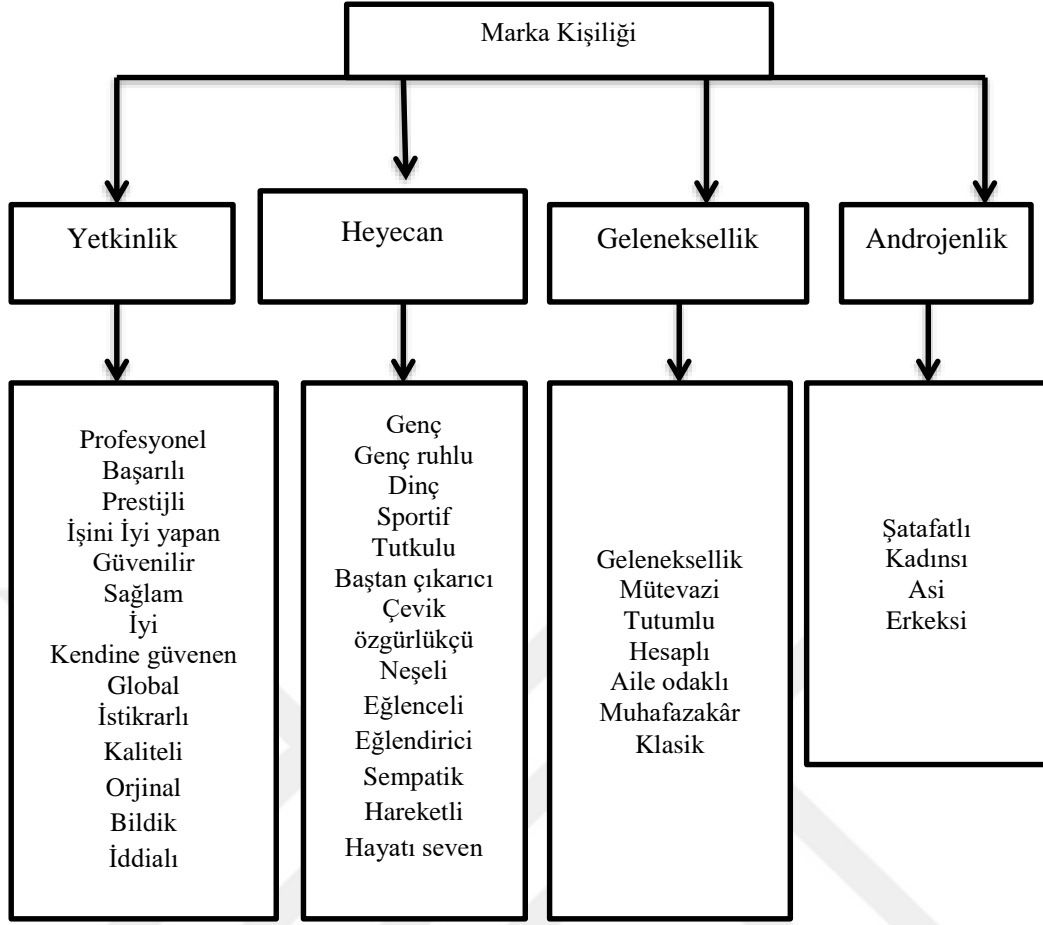 Marka Kişiliği
Yetkinlik
Heyecan
Geleneksellik
Androjenlik
Profesyonel
Başarılı
Prestijli
İşini İyi yapan
Güvenilir
Sağlam
İyi
Kendine güvenen
Global
İstikrarlı
Kaliteli
Orjinal
Bildik
İddialı
Genç
Genç ruhlu
Dinç
Sportif
Tutkulu
Baştan çıkarıcı
Çevik
özgürlükçü
Neşeli
Eğlenceli
Eğlendirici
Sempatik
Hareketli
Hayatı seven
Geleneksellik
Mütevazi
Tutumlu
Hesaplı
Aile odaklı
Muhafazakâr
Klasik
Şatafatlı
Kadınsı
Asi
Erkeksi